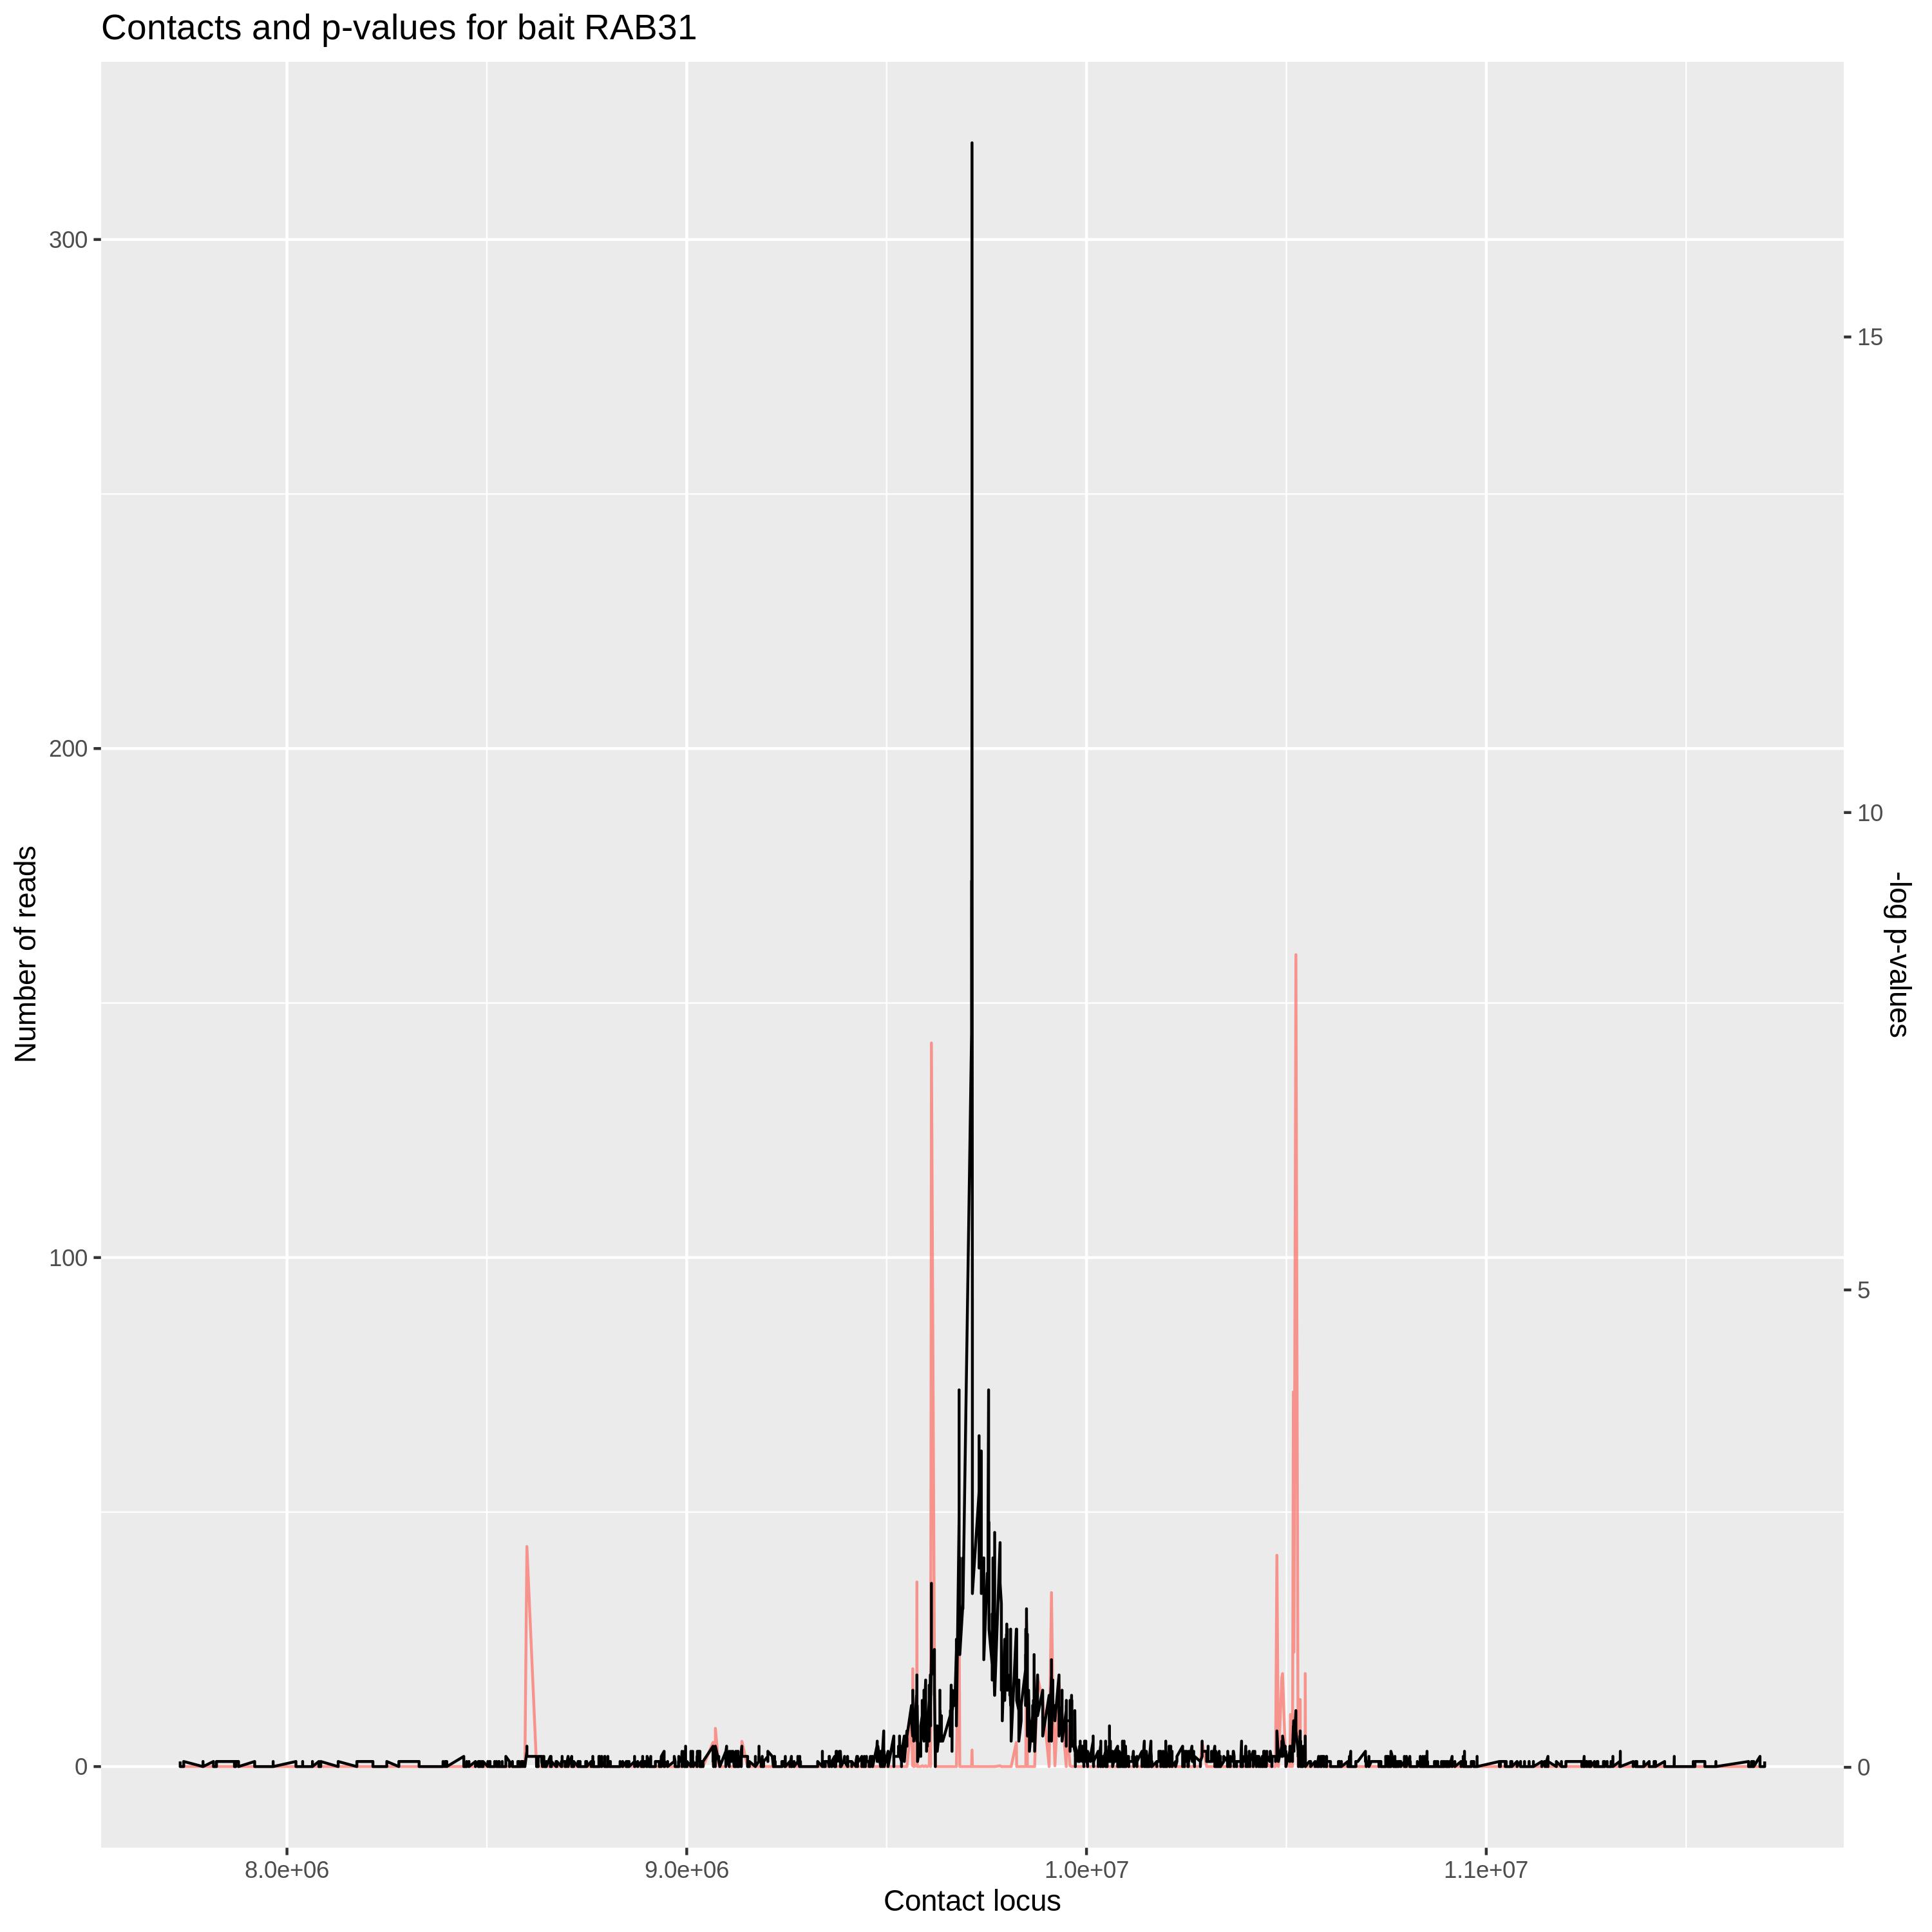 Contacts and p-values for bait RAB31
Number of reads
300
200
100
0
15
10
5
0
-log p-values
8.0e+06
9.0e+06
1.0e+07
1.1e+07
Contact locus